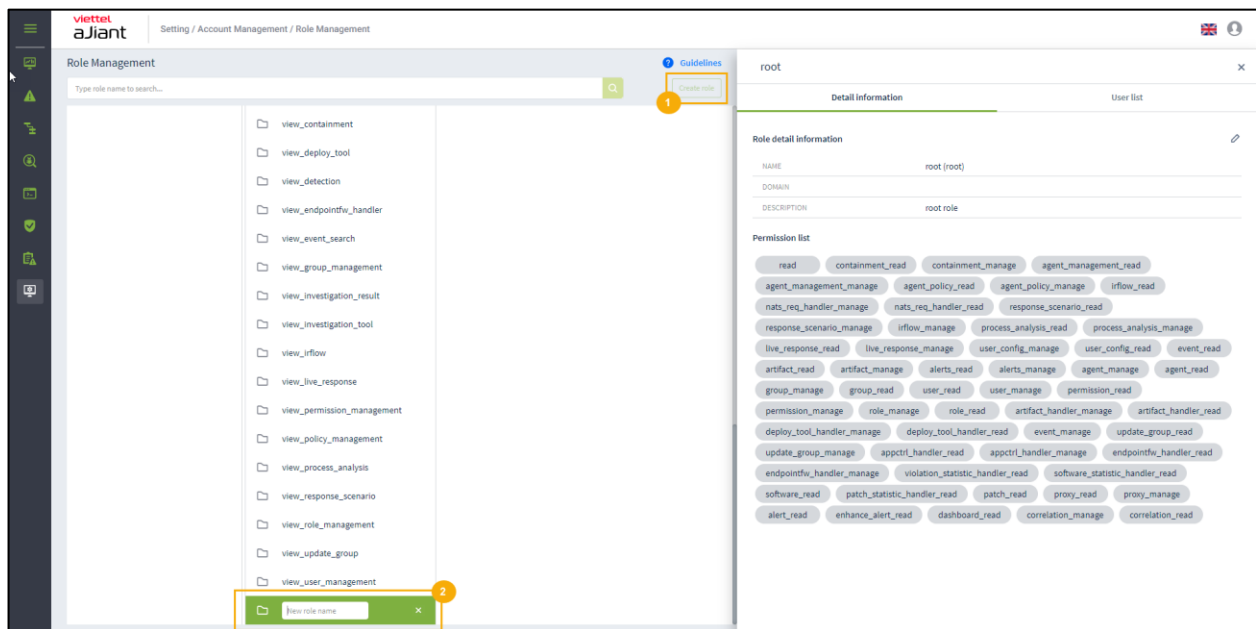 viettel
aJiant
Setting / Account Management / Role Management
Role Management
? Guidelines
Type role name to search...
Create role
1
view_containment
view_deploy_tool
view_detection
view_endpointfw_handler
view_event_search
view_group_management
view_investigation_result
view_investigation_tool
view_irflow
view_live_response
view_permission_management
view_policy_management
view_process_analysis
view_response_scenario
view_role_management
view_update_group
view_user_management
2
New role name
root
Detail information User list
Role detail information
NAME root (root)
DOMAIN
DESCRIPTION root role
Permission list
read containment_read containment_manage agent_management_read
agent_management_manage agent_policy_read agent_policy_manage irflow_read
nats_req_handler_manage nats_req_handler_read response_scenario_read
response_scenario_manage irflow_manage process_analysis_read process_analysis_manage
live_response_read live_response_manage user_config_manage user_config_read event_read
artifact_read artifact_manage alerts_read alerts_manage agent_manage agent_read
group_manage group_read user_read user_manage permission_read
permission_manage role_manage role_read artifact_handler_manage artifact_handler_read
deploy_tool_handler_manage deploy_tool_handler_read event_manage update_group_read
update_group_manage appctrl_handler_read appctrl_handler_manage endpointfw_handler_read
endpointfw_handler_manage violation_statistic_handler_read software_statistic_handler_read
software_read patch_statistic_handler_read patch_read proxy_read proxy_manage
alert_read enhance_alert_read dashboard_read correlation_manage correlation_read